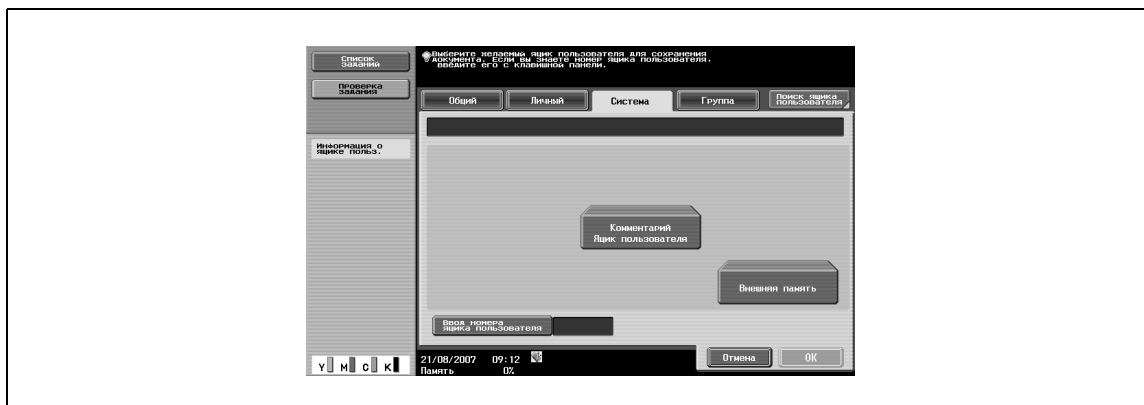 Список
заданий
Проверка
задания
Информация о
ящике польз.
Выберите желаемый ящик пользователя для сохранения
документа. Если вы знаете номер ящика пользователя,
введите его с клавишной панели.
Общий
Личный
Система
Группа
Поиск ящика
пользователя
Комментарий
Ящик пользователя
Внешняя память
Ввод номера
ящика пользователя
Y M C K
21/08/2007 09:12
Память 0%
Отмена
OK